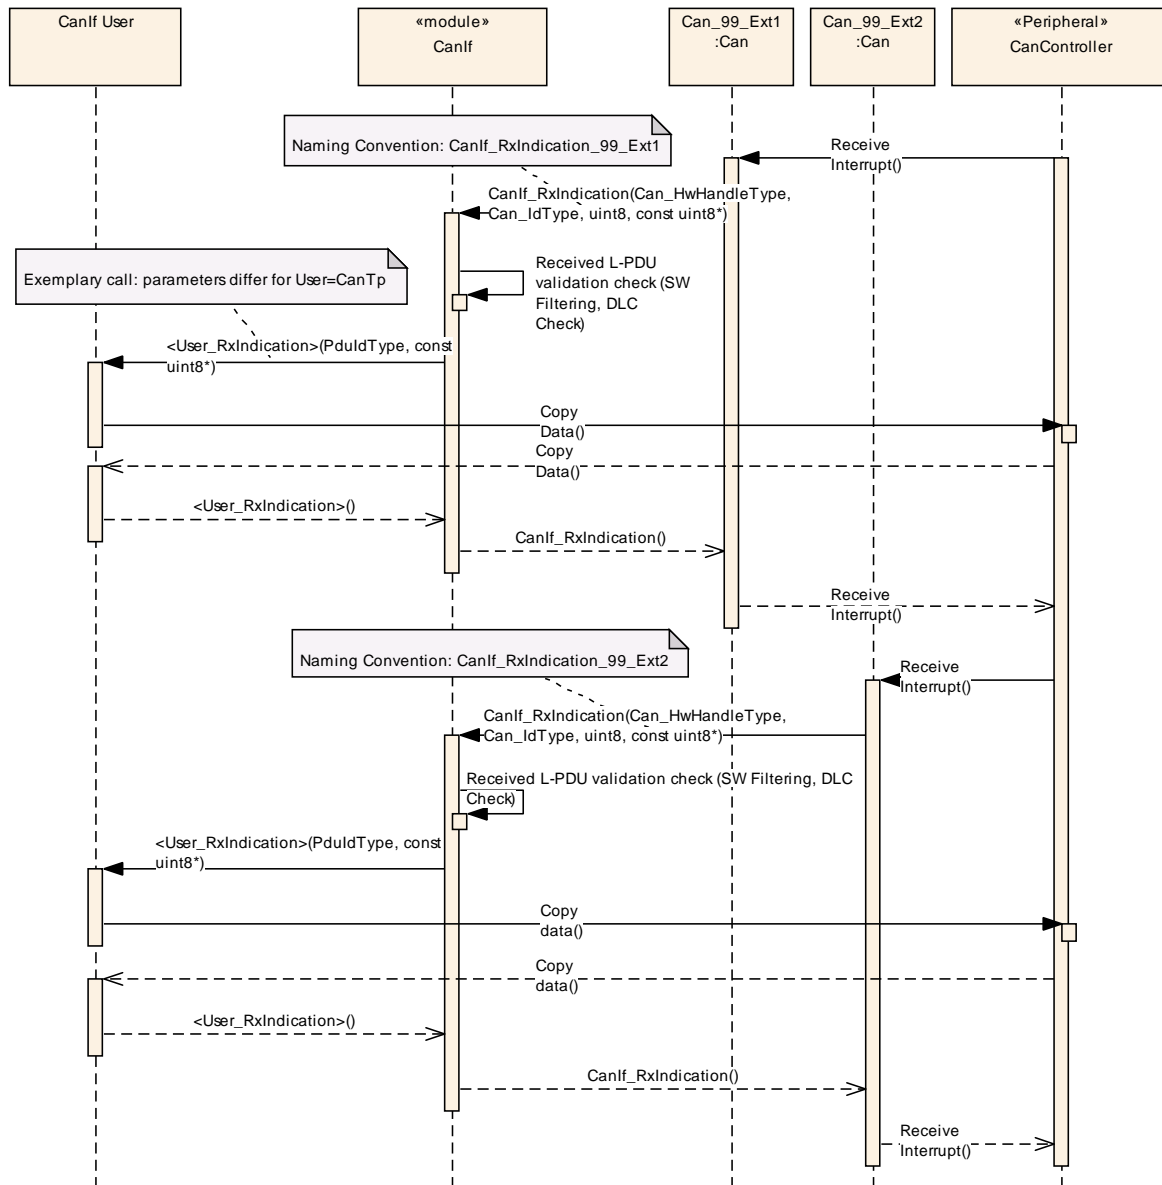 CanIf User
«module»
CanIf
Can_99_Ext1
:Can
Can_99_Ext2
:Can
«Peripheral»
CanController
Naming Convention: CanIf_RxIndication_99_Ext1
Receive
Interrupt()
CanIf_RxIndication(Can_HwHandleType,
Can_IdType, uint8, const uint8*)
Received L-PDU
validation check (SW
Filtering, DLC
Check)
Exemplary call: parameters differ for User=CanTp
<User_RxIndication>(PduIdType, const
uint8*)
Copy
Data()
Copy
Data()
<User_RxIndication>()
CanIf_RxIndication()
Receive
Interrupt()
Naming Convention: CanIf_RxIndication_99_Ext2
Receive
Interrupt()
CanIf_RxIndication(Can_HwHandleType,
Can_IdType, uint8, const uint8*)
Received L-PDU validation check (SW Filtering, DLC
Check)
<User_RxIndication>(PduIdType, const
uint8*)
Copy
data()
Copy
data()
<User_RxIndication>()
CanIf_RxIndication()
Receive
Interrupt()